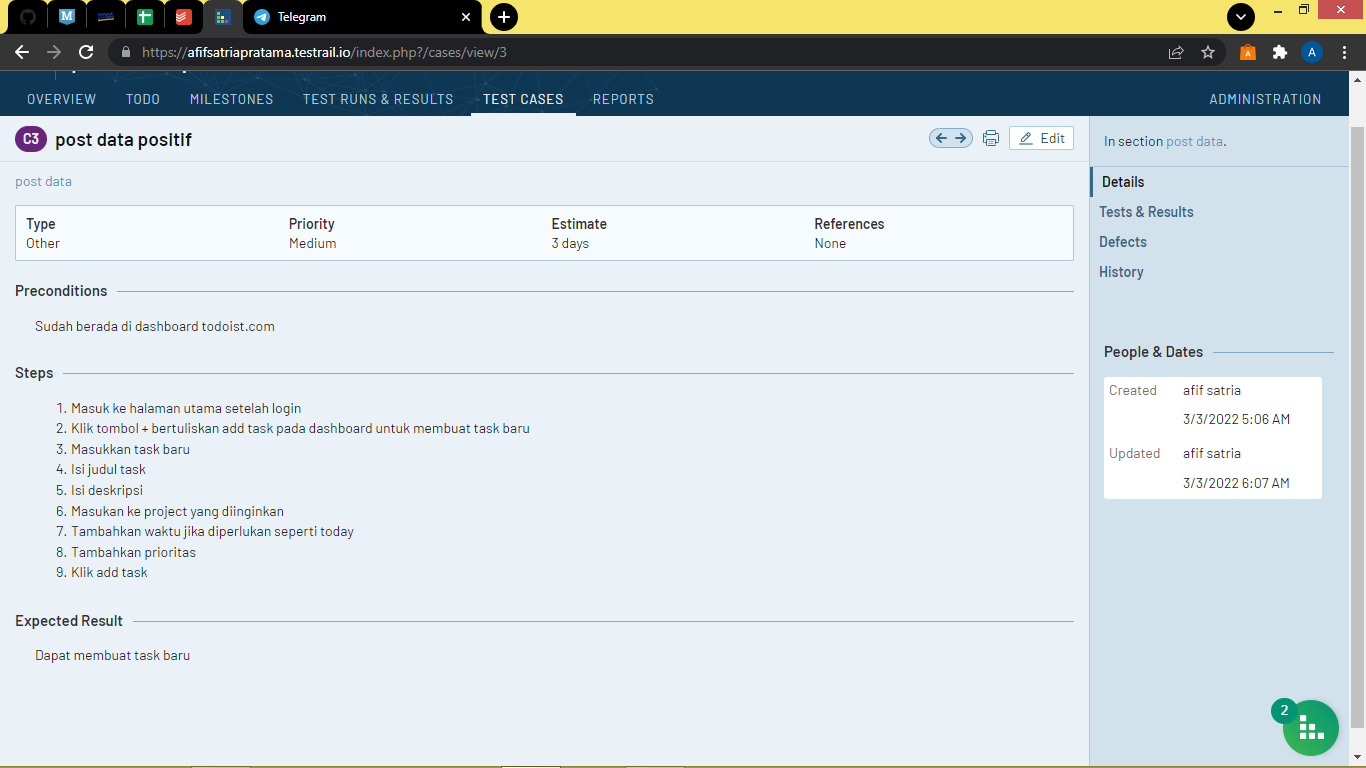 Telegram
https://afifsatriapratama.testrail.io/index.php?/cases/view/3
A
OVERVIEW TODO MILESTONES TEST RUNS & RESULTS TEST CASES REPORTS ADMINISTRATION
C3 post data positif
Edit
In section post data.
post data
Details
Tests & Results
Defects
History
Type Priority Estimate References
Other Medium 3 days None
Preconditions
Sudah berada di dashboard todoist.com
Steps
1. Masuk ke halaman utama setelah login
2. Klik tombol + bertuliskan add task pada dashboard untuk membuat task baru
3. Masukkan task baru
4. Isi judul task
5. Isi deskripsi
6. Masukan ke project yang diinginkan
7. Tambahkan waktu jika diperlukan seperti today
8. Tambahkan prioritas
9. Klik add task
Expected Result
Dapat membuat task baru
People & Dates
Created afif satria
3/3/2022 5:06 AM
Updated afif satria
3/3/2022 6:07 AM
2